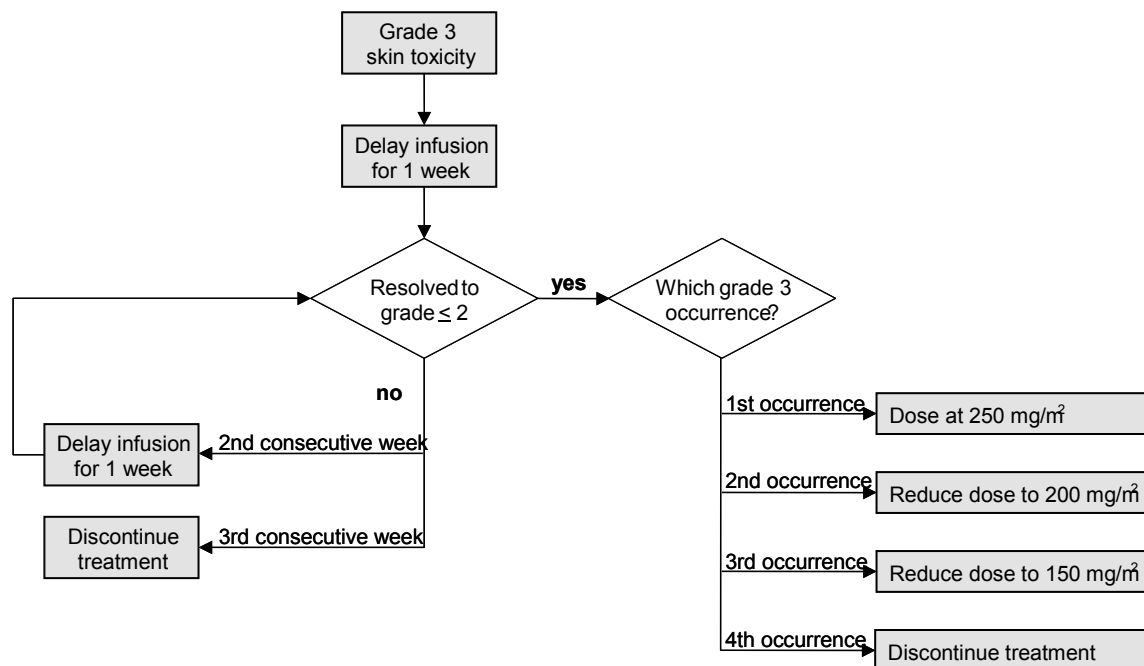 Grade 3
skin toxicity
Delay infusion
for 1 week
Resolved to
grade ≤ 2
yes
Which grade 3
occurrence?
no
1st occurrence
Dose at 250 mg/m²
2nd consecutive week
Delay infusion
for 1 week
2nd occurrence
Reduce dose to 200 mg/m²
3rd consecutive week
Discontinue
treatment
3rd occurrence
Reduce dose to 150 mg/m²
4th occurrence
Discontinue treatment